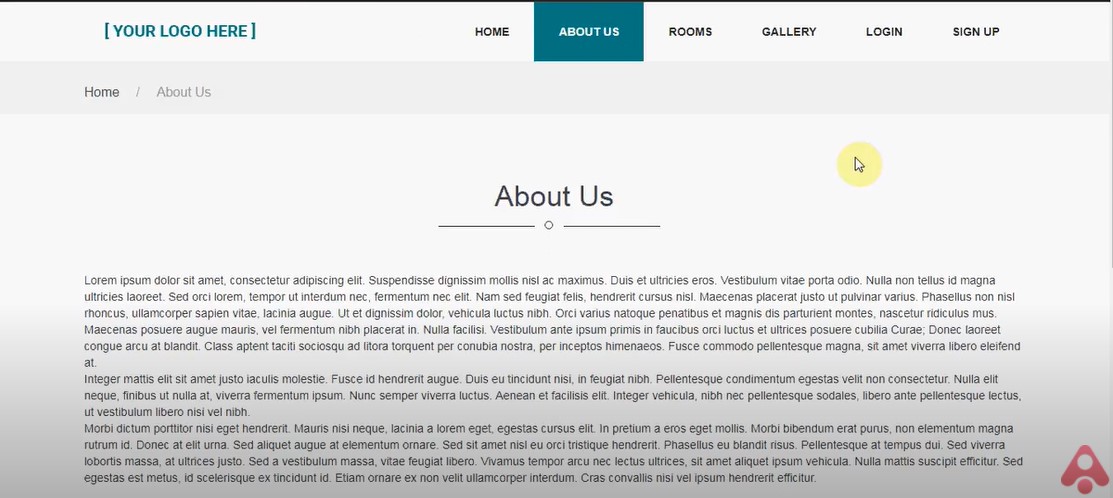 [ YOUR LOGO HERE ]
HOME ABOUT US ROOMS GALLERY LOGIN SIGN UP
Home / About Us
About Us
Lorem ipsum dolor sit amet, consectetur adipiscing elit. Suspendisse dignissim mollis nisl ac maximus. Duis et ultricies eros. Vestibulum vitae porta odio. Nulla non tellus id magna
ultricies laoreet. Sed orci lorem, tempor ut interdum nec, fermentum nec elit. Nam sed feugiat felis, hendrerit cursus nisl. Maecenas placerat justo ut pulvinar varius. Phasellus non nisl
rhoncus, ullamcorper sapien vitae, lacinia augue. Ut et dignissim dolor, vehicula luctus nibh. Orci varius natoque penatibus et magnis dis parturient montes, nascetur ridiculus mus.
Maecenas posuere augue mauris, vel fermentum nibh placerat in. Nulla facilisi. Vestibulum ante ipsum primis in faucibus orci luctus et ultrices posuere cubilia Curae; Donec laoreet
congue arcu at blandit. Class aptent taciti sociosqu ad litora torquent per conubia nostra, per inceptos himenaeos. Fusce commodo pellentesque magna, sit amet viverra libero eleifend
at.
Integer mattis elit sit amet justo iaculis molestie. Fusce id hendrerit augue. Duis eu tincidunt nisi, in feugiat nibh. Pellentesque condimentum egestas velit non consectetur. Nulla elit
neque, finibus ut nulla at, viverra fermentum ipsum. Nunc semper viverra luctus. Aenean et facilisis elit. Integer vehicula, nibh nec pellentesque sodales, libero ante pellentesque lectus,
ut vestibulum libero nisi vel nibh.
Morbi dictum porttitor nisi eget hendrerit. Mauris nisi neque, lacinia a lorem eget, egestas cursus elit. In pretium a eros eget mollis. Morbi bibendum erat purus, non elementum magna
rutrum id. Donec at elit urna. Sed aliquet augue at elementum ornare. Sed sit amet nisl eu orci tristique hendrerit. Phasellus eu blandit risus. Pellentesque at tempus dui. Sed viverra
lobortis massa, at ultrices justo. Sed a vestibulum massa, vitae feugiat libero. Vivamus tempor arcu nec lectus ultrices, sit amet aliquet ipsum vehicula. Nulla mattis suscipit efficitur. Sed
egestas est metus, id scelerisque ex tincidunt id. Etiam ornare ex non velit ullamcorper interdum. Cras convallis nisi vel ipsum hendrerit efficitur.